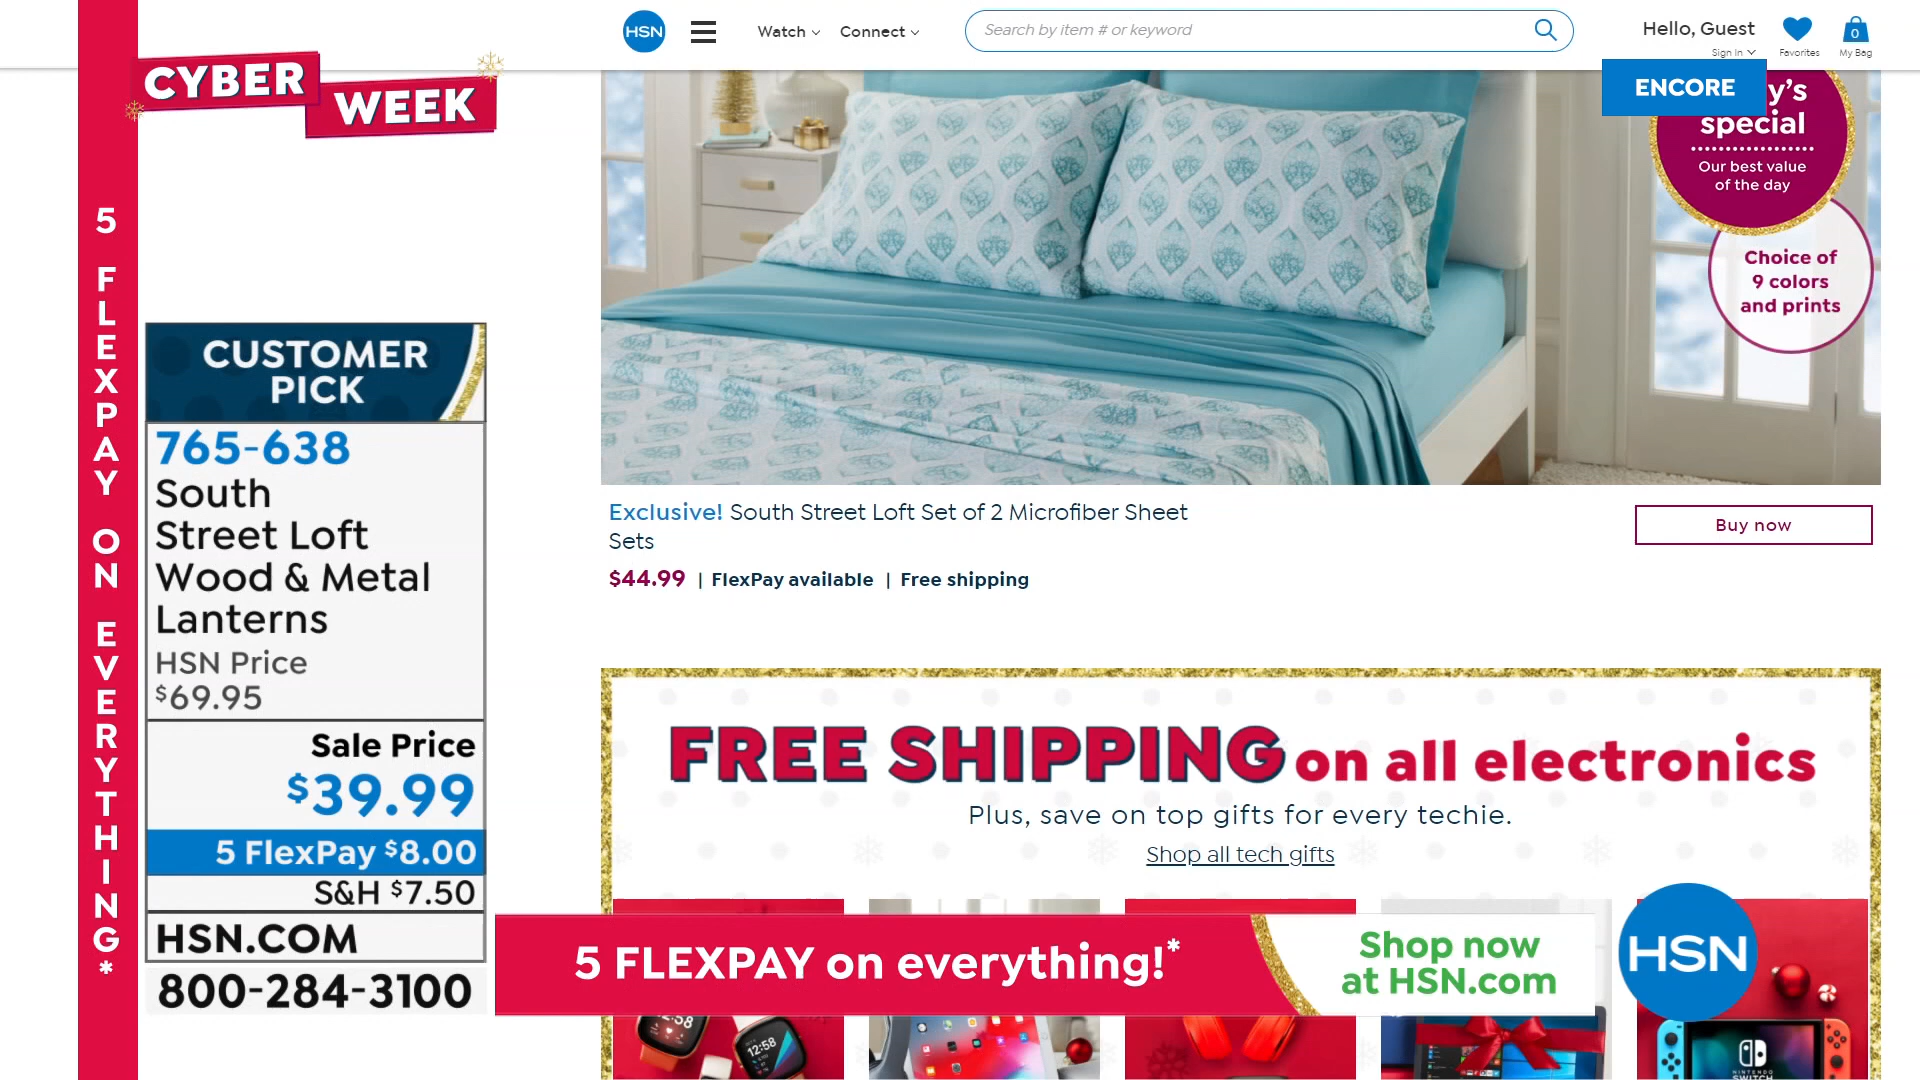 HSN
Watch
Connect
Search by item # or keyword
Hello, Guest
Sign In
Favorites
0
My Bag
CYBER
WEEK
ENCORE
y's
special
Our best value
of the day
Choice of
9 colors
and prints
5 FLEXPAY ON EVERYTHING*
CUSTOMER
PICK
765-638
South
Street Loft
Wood & Metal
Lanterns
HSN Price
$69.95
Sale Price
$39.99
5 FlexPay $8.00
S&H $7.50
HSN.COM
800-284-3100
Exclusive! South Street Loft Set of 2 Microfiber Sheet
Sets
$44.99 | FlexPay available | Free shipping
Buy now
FREE SHIPPING on all electronics
Plus, save on top gifts for every techie.
Shop all tech gifts
5 FLEXPAY on everything!*
Shop now
at HSN.com
HSN
:58
12:58
NINTENDO
SWITCH